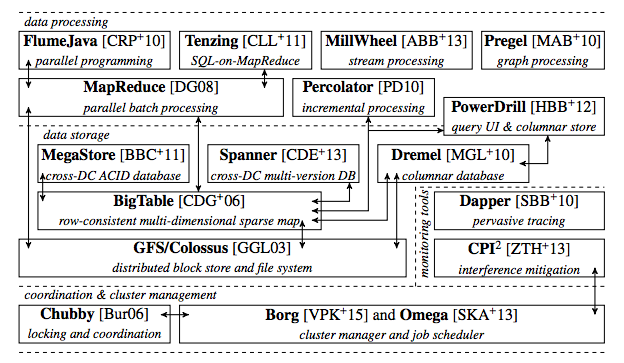 data processing
FlumeJava [CRP+10]
parallel programming
Tenzing [CLL+11]
SQL-on-MapReduce
MillWheel [ABB+13]
stream processing
Pregel [MAB+10]
graph processing
MapReduce [DG08]
parallel batch processing
Percolator [PD10]
incremental processing
PowerDrill [HBB+12]
query UI & columnar store
data storage
MegaStore [BBC+11]
cross-DC ACID database
Spanner [CDE+13]
cross-DC multi-version DB
Dremel [MGL+10]
columnar database
BigTable [CDG+06]
row-consistent multi-dimensional sparse map
GFS/Colossus [GGL03]
distributed block store and file system
monitoring tools
Dapper [SBB+10]
pervasive tracing
CPI2 [ZTH+13]
interference mitigation
coordination & cluster management
Chubby [Bur06]
locking and coordination
Borg [VPK+15] and Omega [SKA+13]
cluster manager and job scheduler